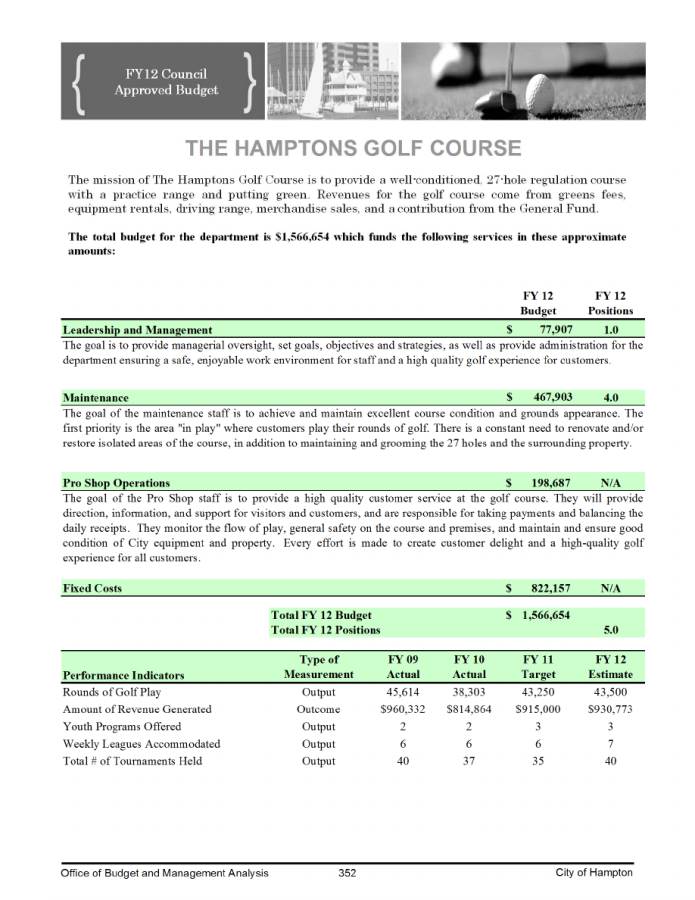 FY12 Council
Approved Budget
THE HAMPTONS GOLF COURSE
The mission of The Hamptons Golf Course is to provide a well-conditioned, 27-hole regulation course
with a practice range and putting green. Revenues for the golf course come from greens fees,
equipment rentals, driving range, merchandise sales, and a contribution from the General Fund.
The total budget for the department is $1,566,654 which funds the following services in these approximate
amounts:
FY 12 FY 12
Budget Positions
Leadership and Management $ 77,907 1.0
The goal is to provide managerial oversight, set goals, objectives and strategies, as well as provide administration for the
department ensuring a safe, enjoyable work environment for staff and a high quality golf experience for customers.
Maintenance $ 467,903 4.0
The goal of the maintenance staff is to achieve and maintain excellent course condition and grounds appearance. The
first priority is the area "in play" where customers play their rounds of golf. There is a constant need to renovate and/or
restore isolated areas of the course, in addition to maintaining and grooming the 27 holes and the surrounding property.
Pro Shop Operations $ 198,687 N/A
The goal of the Pro Shop staff is to provide a high quality customer service at the golf course. They will provide
direction, information, and support for visitors and customers, and are responsible for taking payments and balancing the
daily receipts. They monitor the flow of play, general safety on the course and premises, and maintain and ensure good
condition of City equipment and property. Every effort is made to create customer delight and a high-quality golf
experience for all customers.
Fixed Costs $ 822,157 N/A
Total FY 12 Budget $ 1,566,654
Total FY 12 Positions 5.0
Type of FY 09 FY 10 FY 11 FY 12
Performance Indicators Measurement Actual Actual Target Estimate
Rounds of Golf Play Output 45,614 38,303 43,250 43,500
Amount of Revenue Generated Outcome $960,332 $814,864 $915,000 $930,773
Youth Programs Offered Output 2 2 3 3
Weekly Leagues Accommodated Output 6 6 6 7
Total # of Tournaments Held Output 40 37 35 40
Office of Budget and Management Analysis 352 City of Hampton